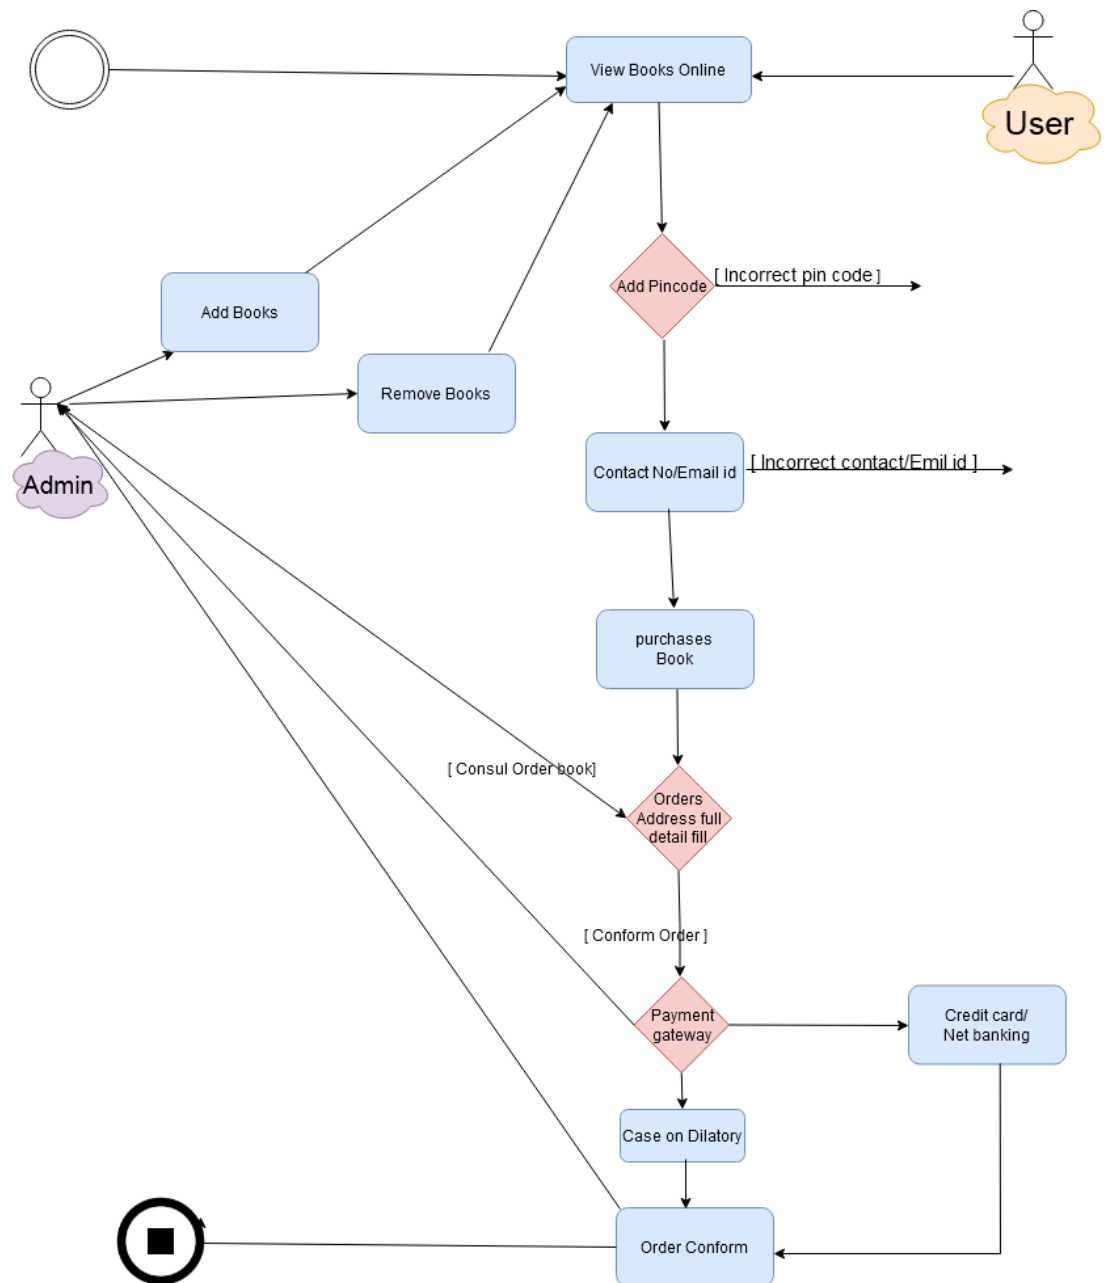 View Books Online
User
[ Incorrect pin code ]
Add Pincode
Add Books
Remove Books
Admin
[ Incorrect contact/Emil id ]
Contact No/Email id
purchases
Book
[ Consul Order book]
Orders
Address full
detail fill
[ Conform Order ]
Payment
gateway
Credit card/
Net banking
Case on Dilatory
Order Conform